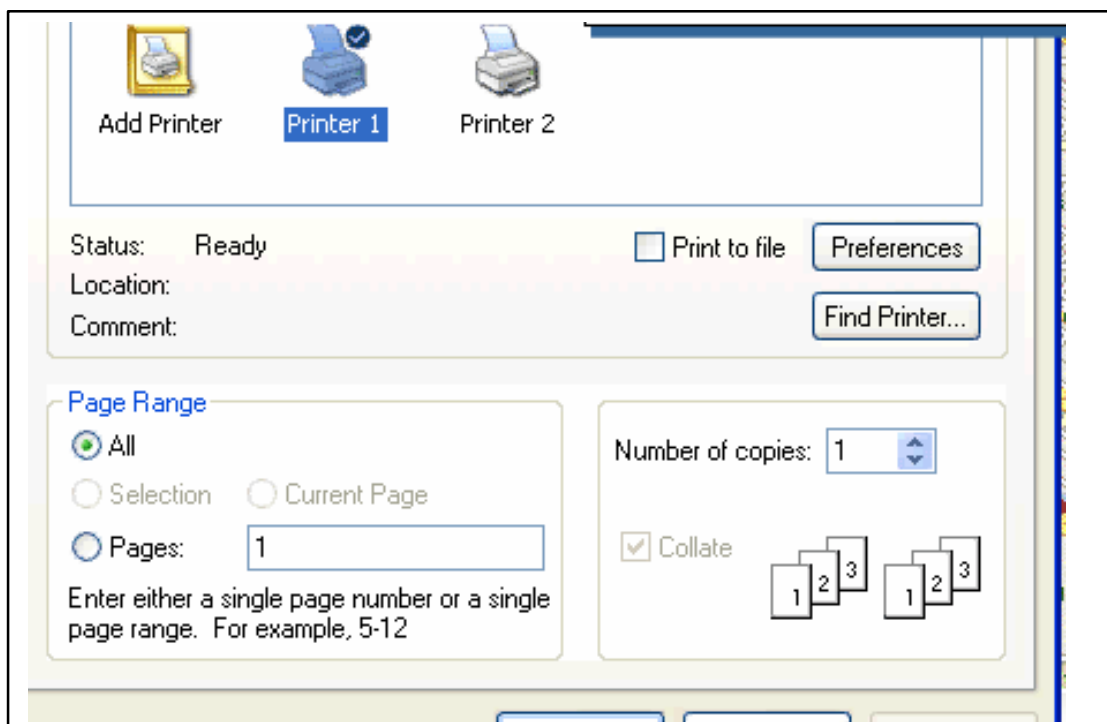 Add Printer Printer 1 Printer 2
Status: Ready Print to file Preferences
Location:
Find Printer...
Comment:
Page Range
All
Number of copies: 1
Selection Current Page
Pages: 1
Collate
1 2 3 1 2 3
Enter either a single page number or a single
page range. For example, 5-12